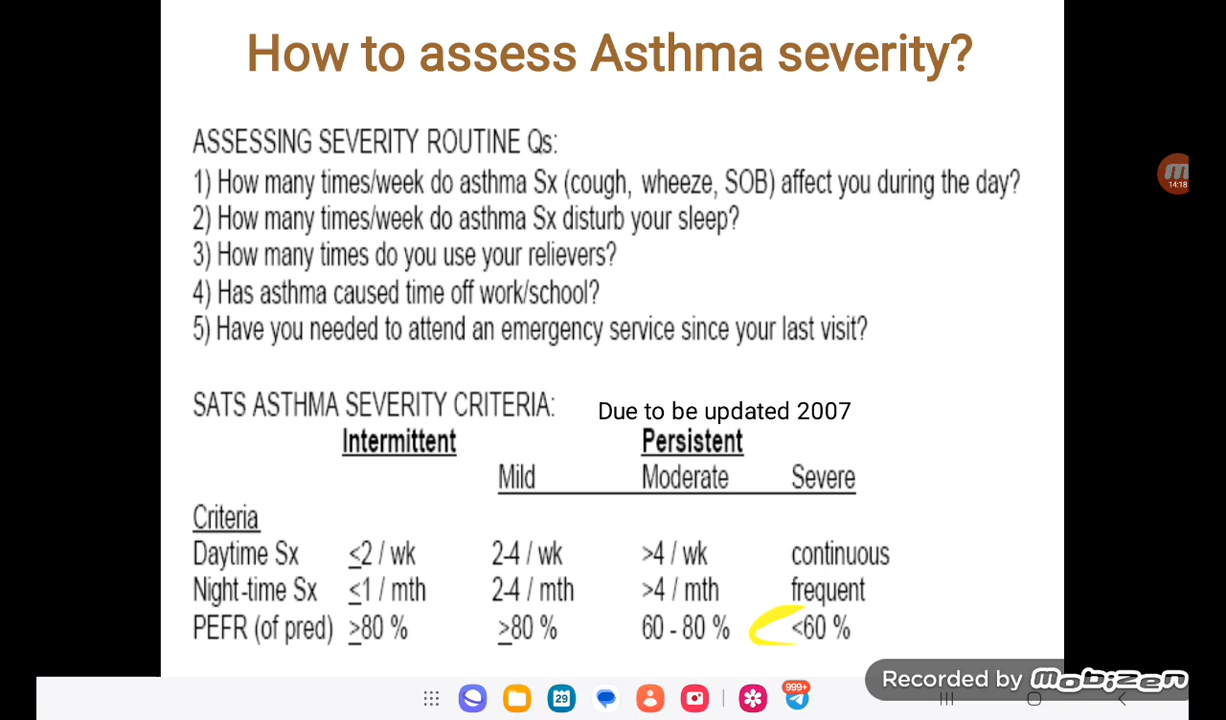 How to assess Asthma severity?
ASSESSING SEVERITY ROUTINE Qs:
1) How many times/week do asthma Sx (cough, wheeze, SOB) affect you during the day?
2) How many times/week do asthma Sx disturb your sleep?
3) How many times do you use your relievers?
4) Has asthma caused time off work/school?
5) Have you needed to attend an emergency service since your last visit?
SATS ASTHMA SEVERITY CRITERIA: Due to be updated 2007
Intermittent Persistent
Mild Moderate Severe
Criteria
Daytime Sx ≤2 / wk 2-4 / wk >4 / wk continuous
Night-time Sx ≤1 / mth 2-4 / mth >4 / mth frequent
PEFR (of pred) ≥80 % ≥80 % 60 - 80 % <60 %
14:18
Recorded by mobizen
29
999+